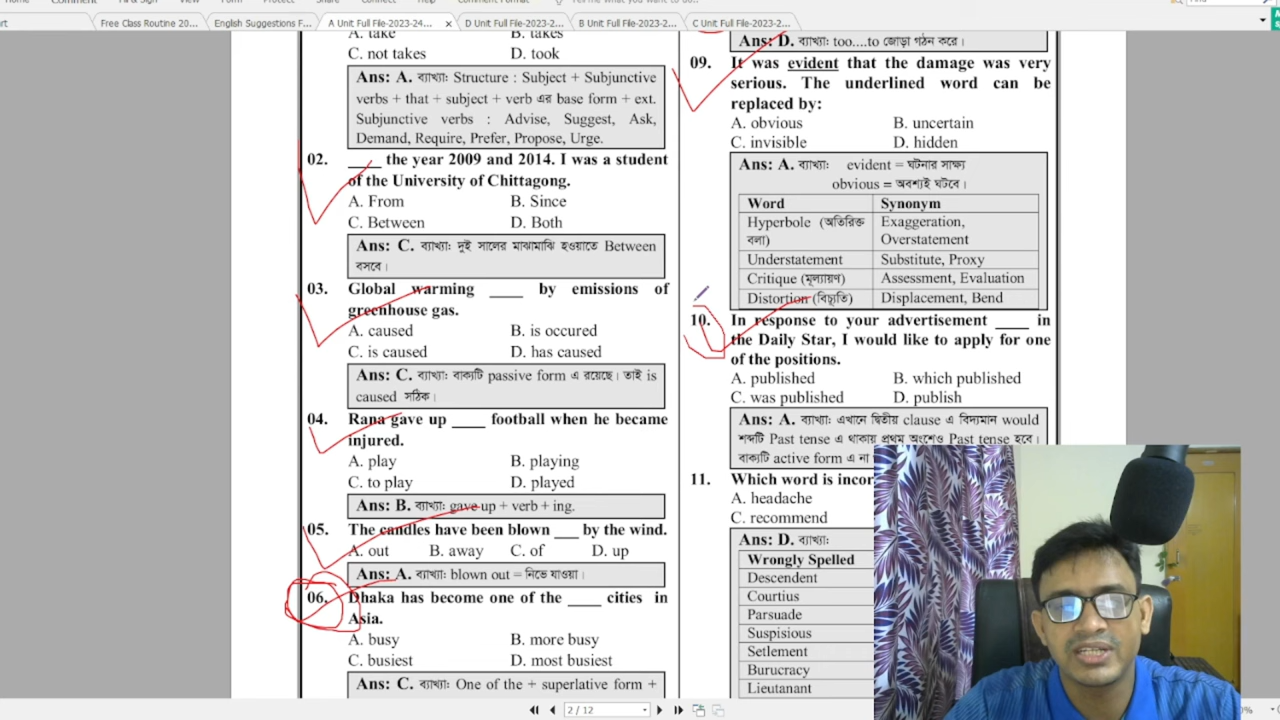 Free Class Routine 20...
English Suggestions F...
A Unit Full File-2023-24...
D Unit Full File-2023-2...
B Unit Full File-2023-2...
C Unit Full File-2023-2...
A. take B. takes
C. not takes D. took
Ans: A. ব্যাখ্যা: Structure : Subject + Subjunctive
verbs + that + subject + verb এর base form + ext.
Subjunctive verbs : Advise, Suggest, Ask,
Demand, Require, Prefer, Propose, Urge.
02. ____ the year 2009 and 2014. I was a student
of the University of Chittagong.
A. From B. Since
C. Between D. Both
Ans: C. ব্যাখ্যা: দুই সালের মাঝামাঝি হওয়াতে Between
বসবে।
03. Global warming ____ by emissions of
greenhouse gas.
A. caused B. is occured
C. is caused D. has caused
Ans: C. ব্যাখ্যা: বাক্যটি passive form এ রয়েছে। তাই is
caused সঠিক।
04. Rana gave up ____ football when he became
injured.
A. play B. playing
C. to play D. played
Ans: B. ব্যাখ্যা: gave up + verb + ing.
05. The candles have been blown ___ by the wind.
A. out B. away C. of D. up
Ans: A. ব্যাখ্যা: blown out = নিভে যাওয়া।
06. Dhaka has become one of the ____ cities in
Asia.
A. busy B. more busy
C. busiest D. most busiest
Ans: C. ব্যাখ্যা: One of the + superlative form +
Ans: D. ব্যাখ্যা: too....to জোড়া গঠন করে।
09. It was evident that the damage was very
serious. The underlined word can be
replaced by:
A. obvious B. uncertain
C. invisible D. hidden
Ans: A. ব্যাখ্যা: evident = ঘটনার সাক্ষ্য
obvious = অবশ্যই ঘটবে।
Word Synonym
Hyperbole (অতিরিক্ত বলা) Exaggeration, Overstatement
Understatement Substitute, Proxy
Critique (মূল্যায়ণ) Assessment, Evaluation
Distortion (বিচ্যুতি) Displacement, Bend
10. In response to your advertisement ____ in
the Daily Star, I would like to apply for one
of the positions.
A. published B. which published
C. was published D. publish
Ans: A. ব্যাখ্যা: এখানে দ্বিতীয় clause এ বিদ্যমান would
শব্দটি Past tense এ থাকায় প্রথম অংশেও Past tense হবে।
বাক্যটি active form এ না
11. Which word is incor
A. headache
C. recommend
Ans: D. ব্যাখ্যা:
Wrongly Spelled
Descendent
Courtius
Parsuade
Suspisious
Setlement
Burucracy
Lieutanant
2 / 12